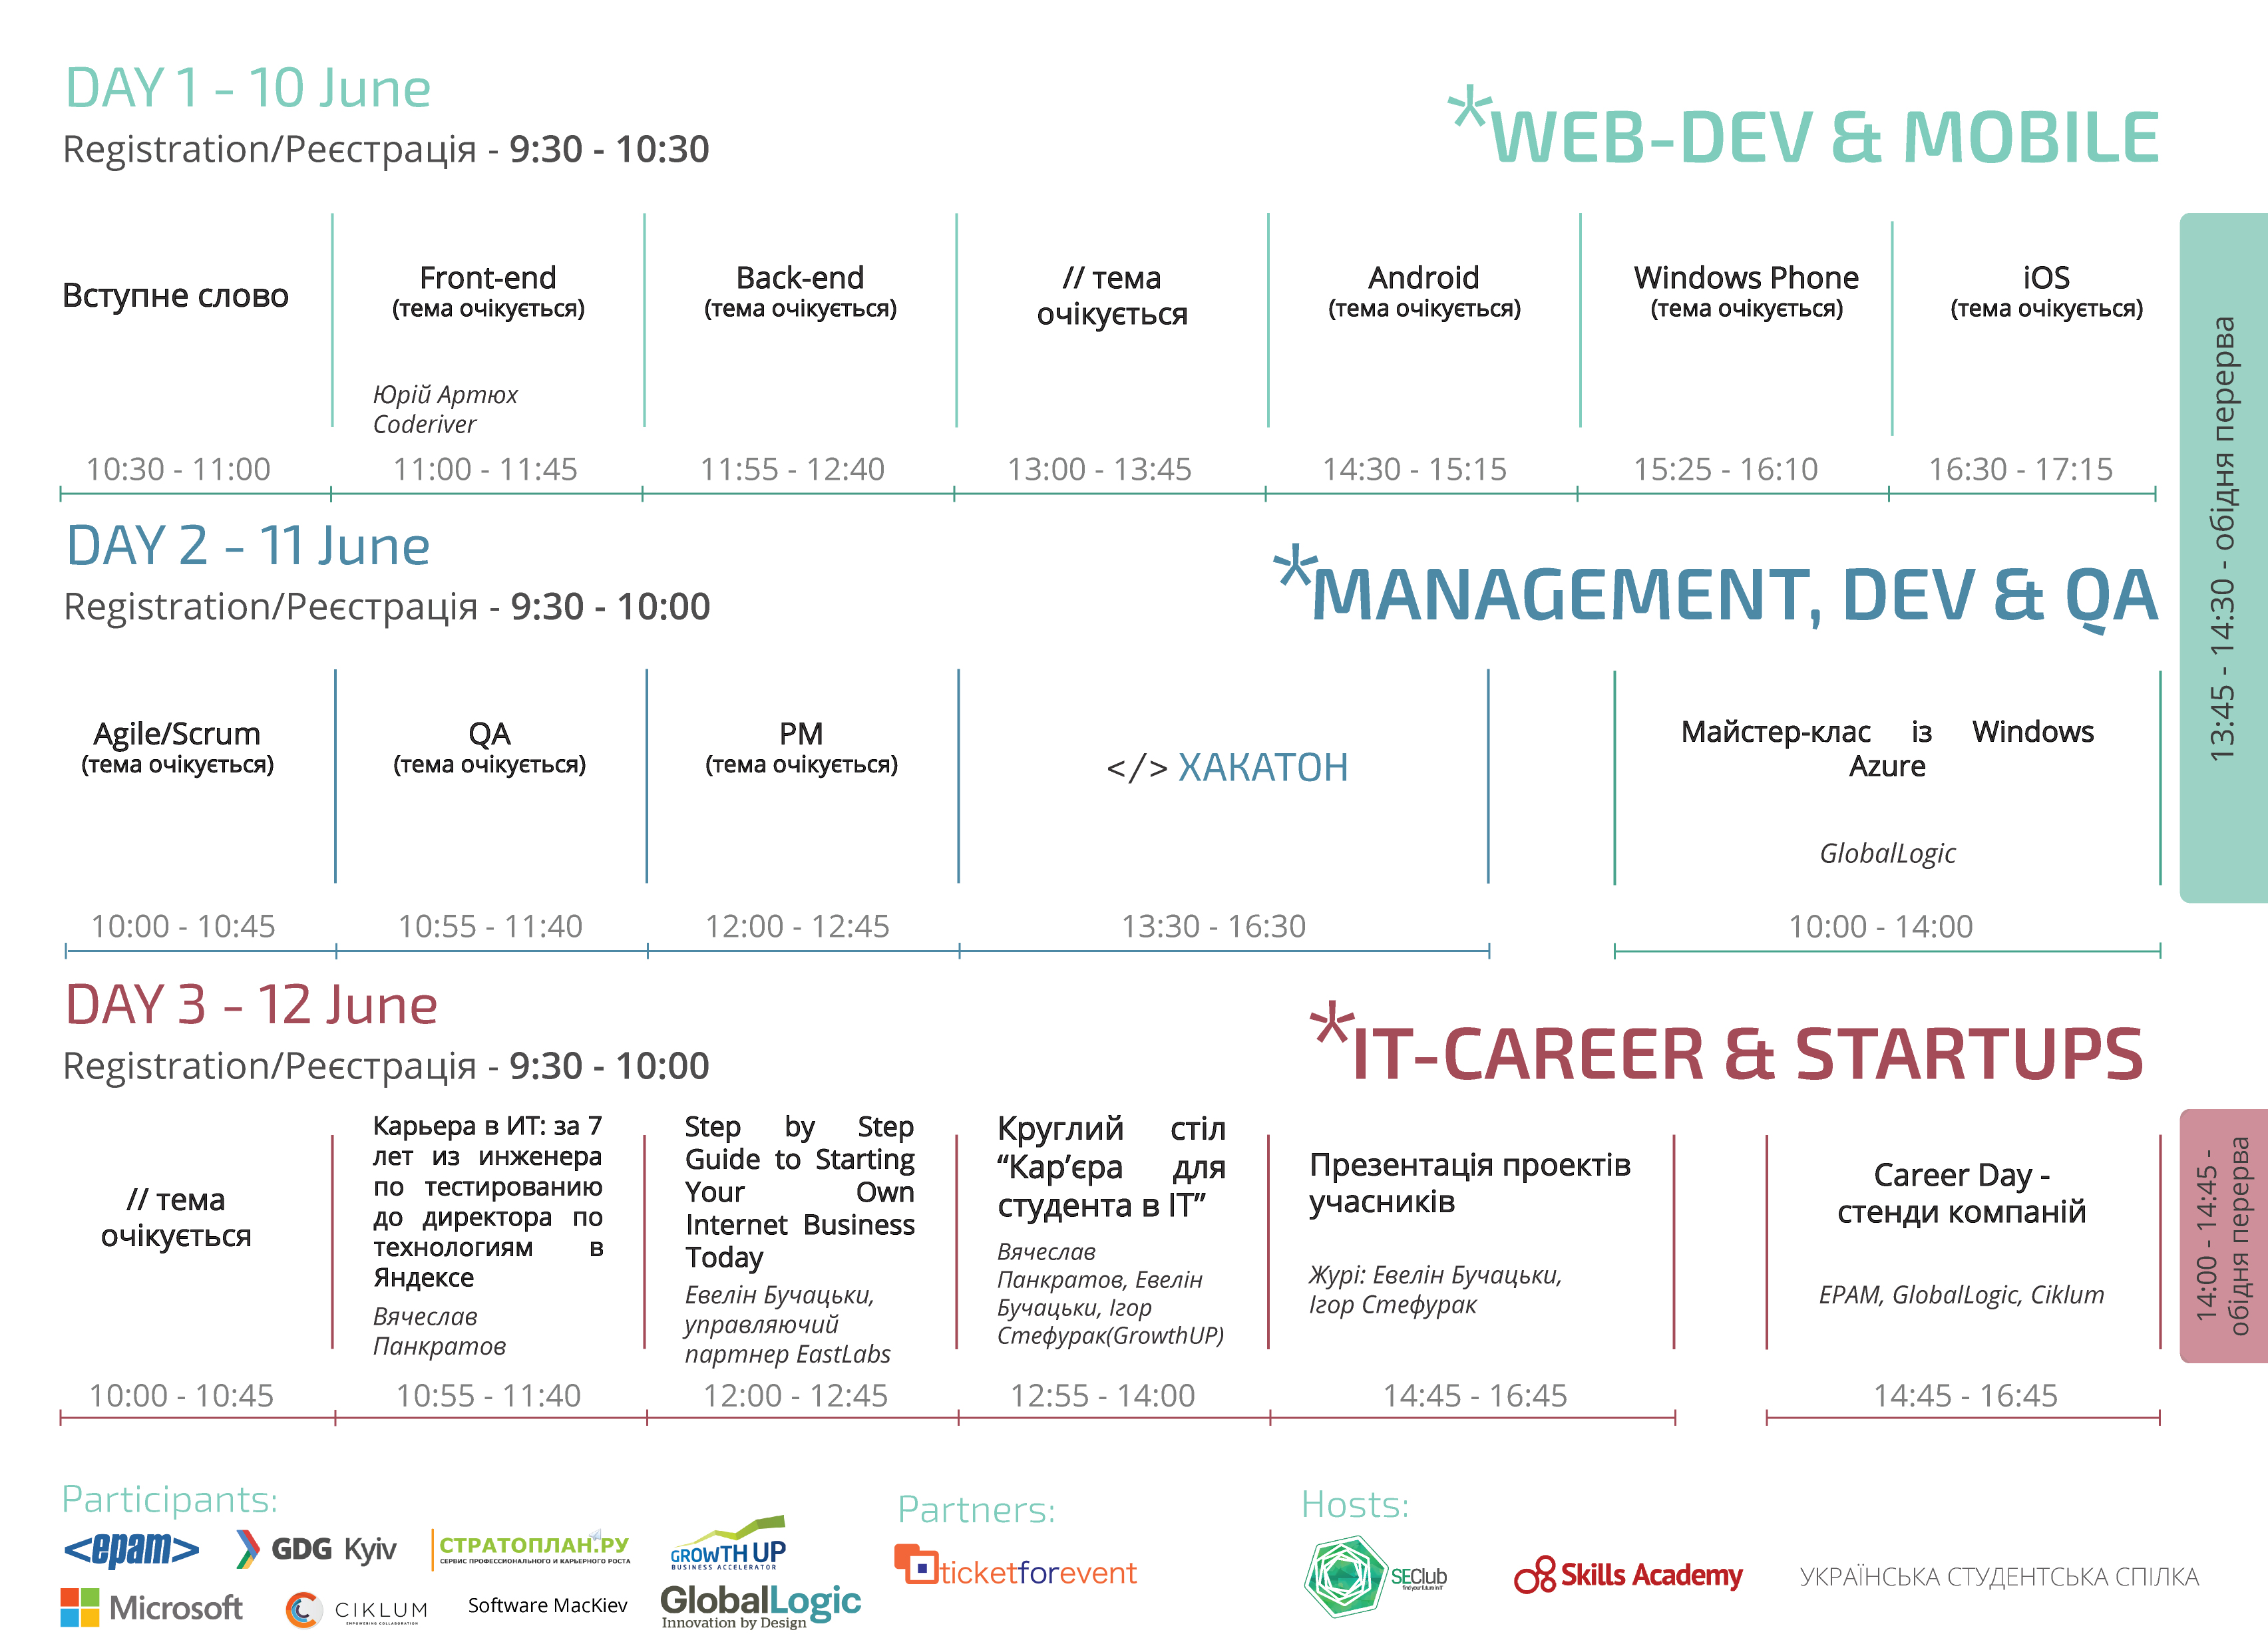 DAY 1 - 10 June
Registration/Реєстрація - 9:30 - 10:30
*WEB-DEV & MOBILE
Вступне слово
10:30 - 11:00
Front-end
(тема очікується)
Юрій Артюх
Coderiver
11:00 - 11:45
Back-end
(тема очікується)
11:55 - 12:40
// тема
очікується
13:00 - 13:45
Android
(тема очікується)
14:30 - 15:15
Windows Phone
(тема очікується)
15:25 - 16:10
iOS
(тема очікується)
16:30 - 17:15
13:45 - 14:30 - обідня перерва
DAY 2 - 11 June
Registration/Реєстрація - 9:30 - 10:00
*MANAGEMENT, DEV & QA
Agile/Scrum
(тема очікується)
10:00 - 10:45
QA
(тема очікується)
10:55 - 11:40
PM
(тема очікується)
12:00 - 12:45
</> ХАКАТОН
13:30 - 16:30
Майстер-клас із Windows
Azure
GlobalLogic
10:00 - 14:00
DAY 3 - 12 June
Registration/Реєстрація - 9:30 - 10:00
*IT-CAREER & STARTUPS
// тема
очікується
10:00 - 10:45
Карьера в ИТ: за 7
лет из инженера
по тестированию
до директора по
технологиям в
Яндексе
Вячеслав
Панкратов
10:55 - 11:40
Step by Step
Guide to Starting
Your Own
Internet Business
Today
Евелін Бучацьки,
управляючий
партнер EastLabs
12:00 - 12:45
Круглий стіл
“Кар’єра для
студента в ІТ”
Вячеслав
Панкратов, Евелін
Бучацьки, Ігор
Стефурак(GrowthUP)
12:55 - 14:00
Презентація проектів
учасників
Журі: Евелін Бучацьки,
Ігор Стефурак
14:45 - 16:45
Career Day -
стенди компаній
EPAM, GlobalLogic, Ciklum
14:45 - 16:45
14:00 - 14:45 -
обідня перерва
Participants:
<epam>
GDG Kyiv
СТРАТОПЛАН.РУ
СЕРВИС ПРОФЕССИОНАЛЬНОГО И КАРЬЕРНОГО РОСТА
GROWTH UP
BUSINESS ACCELERATOR
Microsoft
CIKLUM
EMPOWERING COLLABORATION
Software MacKiev
GlobalLogic
Innovation by Design
Partners:
ticketforevent
Hosts:
SEClub
find your future in IT
Skills Academy
УКРАЇНСЬКА СТУДЕНТСЬКА СПІЛКА